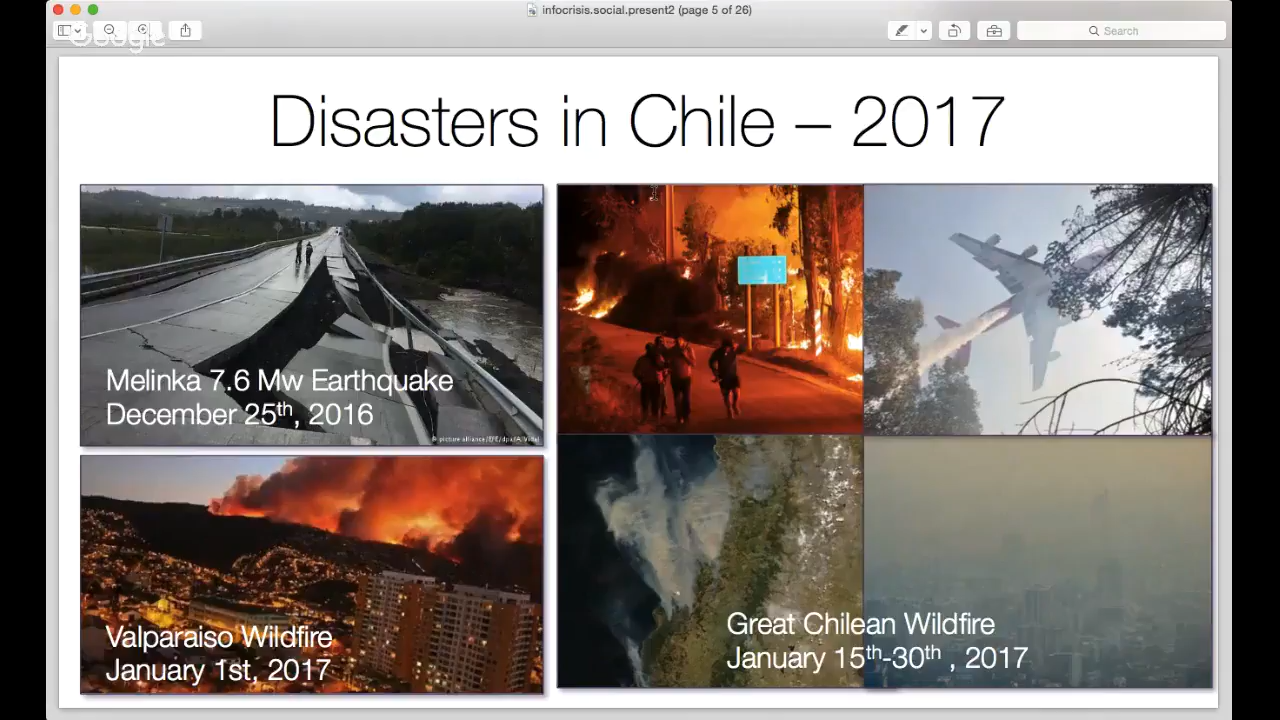 infocrisis.social.present2 (page 5 of 26)
Google
Search
Disasters in Chile – 2017
Melinka 7.6 Mw Earthquake
December 25th, 2016
Valparaiso Wildfire
January 1st, 2017
Great Chilean Wildfire
January 15th-30th , 2017